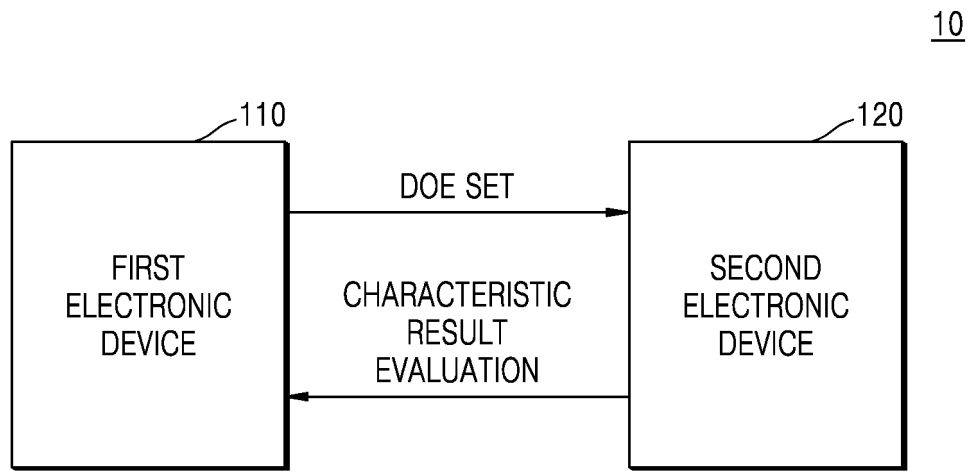 10
110
120
DOE SET
FIRST
ELECTRONIC
DEVICE
CHARACTERISTIC
RESULT
EVALUATION
SECOND
ELECTRONIC
DEVICE